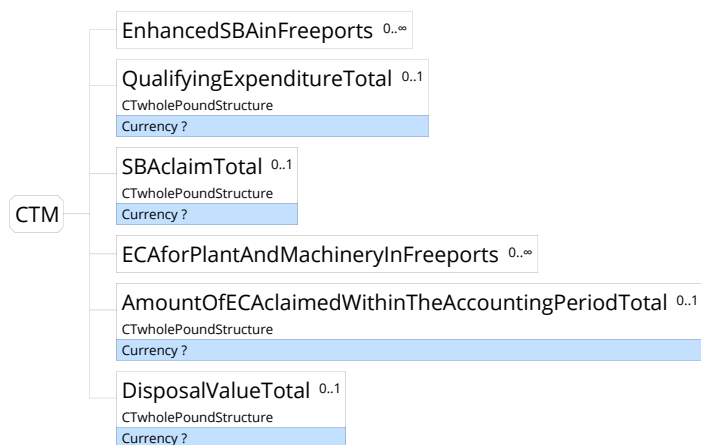 EnhancedSBAinFreeports 0..∞
QualifyingExpenditureTotal 0..1
CTwholePoundStructure
Currency ?
SBAclaimTotal 0..1
CTwholePoundStructure
Currency ?
CTM
ECAforPlantAndMachineryInFreeports 0..∞
AmountOfECAclaimedWithinTheAccountingPeriodTotal 0..1
CTwholePoundStructure
Currency ?
DisposalValueTotal 0..1
CTwholePoundStructure
Currency ?